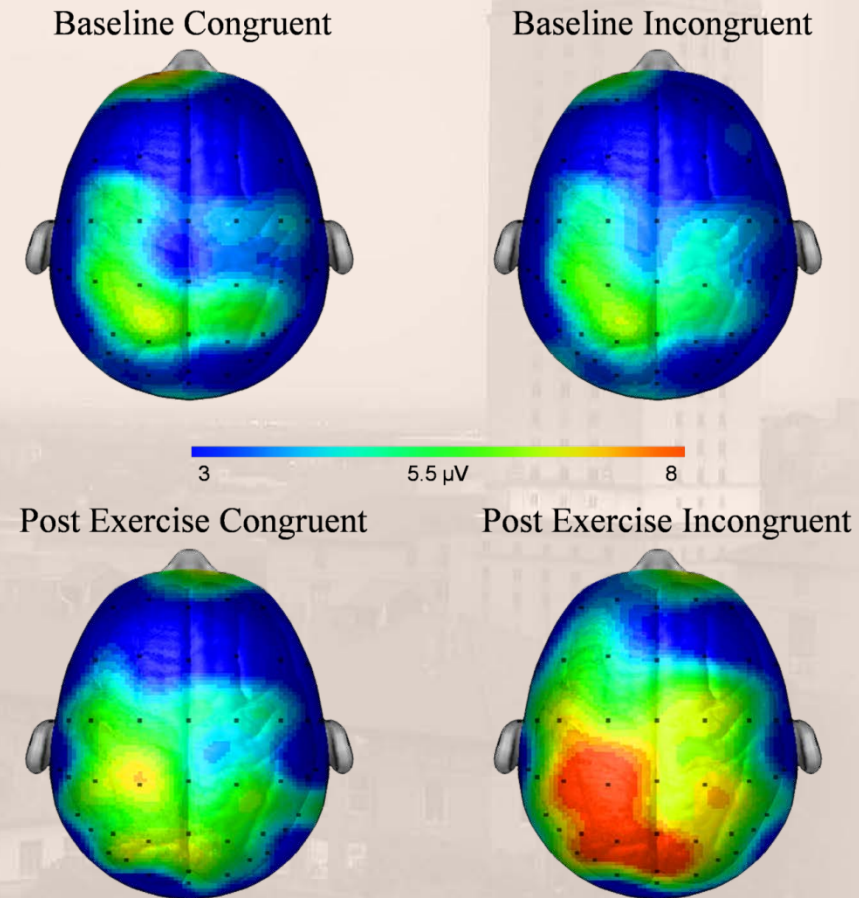 Baseline Congruent
Baseline Incongruent
3 5.5 µV 8
Post Exercise Congruent
Post Exercise Incongruent